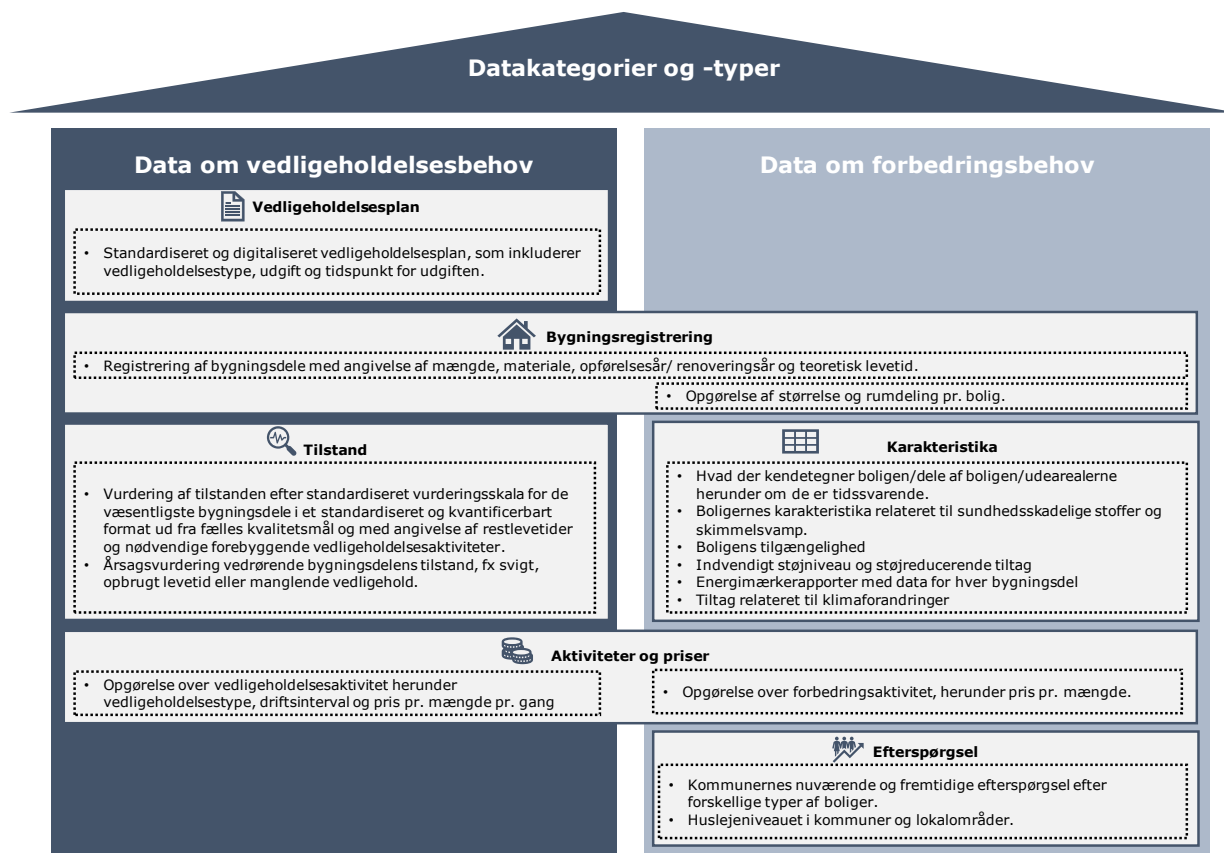 Datakategorier og -typer
Data om vedligeholdelsesbehov
Data om forbedringsbehov
Vedligeholdelsesplan
• Standardiseret og digitaliseret vedligeholdelsesplan, som inkluderer
vedligeholdelsestype, udgift og tidspunkt for udgiften.
Bygningsregistrering
• Registrering af bygningsdele med angivelse af mængde, materiale, opførelsesår/ renoveringsår og teoretisk levetid.
• Opgørelse af størrelse og rumdeling pr. bolig.
Tilstand
• Vurdering af tilstanden efter standardiseret vurderingsskala for de
væsentligste bygningsdele i et standardiseret og kvantificerbart
format ud fra fælles kvalitetsmål og med angivelse af restlevetider
og nødvendige forebyggende vedligeholdelsesaktiviteter.
• Årsagsvurdering vedrørende bygningsdelens tilstand, fx svigt,
opbrugt levetid eller manglende vedligehold.
Karakteristika
• Hvad der kendetegner boligen/dele af boligen/udearealerne
herunder om de er tidssvarende.
• Boligernes karakteristika relateret til sundhedsskadelige stoffer og
skimmelsvamp.
• Boligens tilgængelighed
• Indvendigt støjniveau og støjreducerende tiltag
• Energimærkerapporter med data for hver bygningsdel
• Tiltag relateret til klimaforandringer
Aktiviteter og priser
• Opgørelse over vedligeholdelsesaktivitet herunder
vedligeholdelsestype, driftsinterval og pris pr. mængde pr. gang
• Opgørelse over forbedringsaktivitet, herunder pris pr. mængde.
Efterspørgsel
• Kommunernes nuværende og fremtidige efterspørgsel efter
forskellige typer af boliger.
• Huslejeniveauet i kommuner og lokalområder.